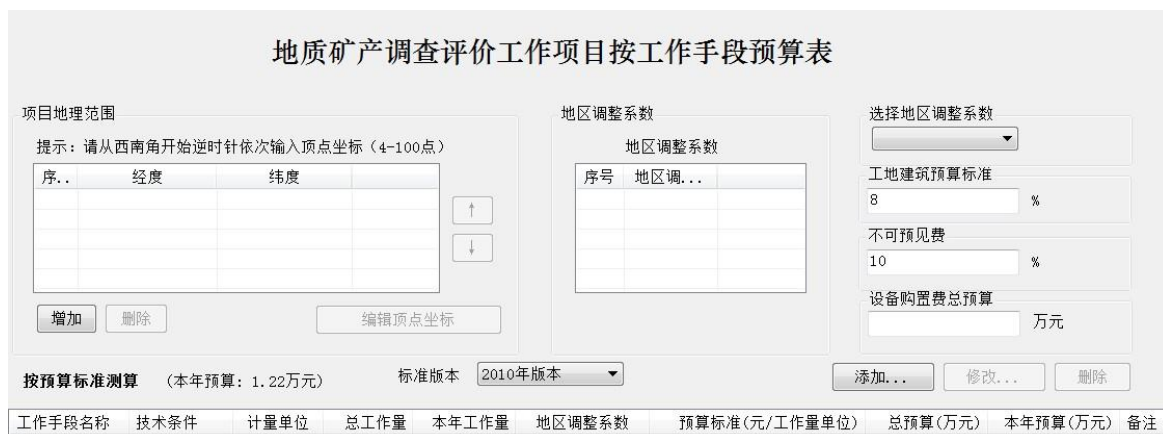 地质矿产调查评价工作项目按工作手段预算表
项目地理范围
提示：请从西南角开始逆时针依次输入顶点坐标（4-100点）
序.. 经度 纬度
↑
↓
增加 删除 编辑顶点坐标
地区调整系数
地区调整系数
序号 地区调...
选择地区调整系数
工地建筑预算标准
8 %
不可预见费
10 %
设备购置费总预算
万元
按预算标准测算 （本年预算：1.22万元） 标准版本 2010年版本 添加... 修改... 删除
工作手段名称 技术条件 计量单位 总工作量 本年工作量 地区调整系数 预算标准(元/工作量单位) 总预算(万元) 本年预算(万元) 备注